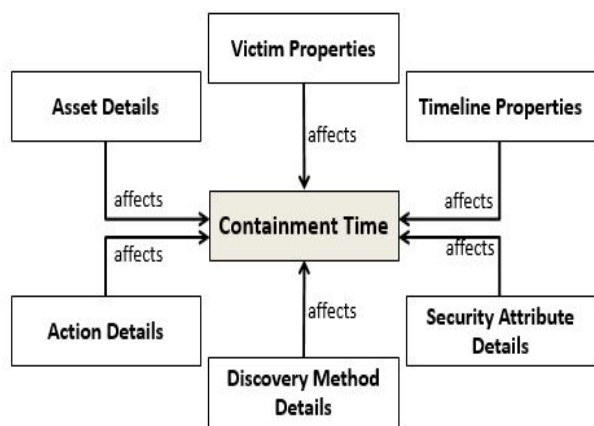 Victim Properties
Asset Details
Timeline Properties
affects
affects
affects
Containment Time
affects
affects
affects
Action Details
Security Attribute
Details
Discovery Method
Details